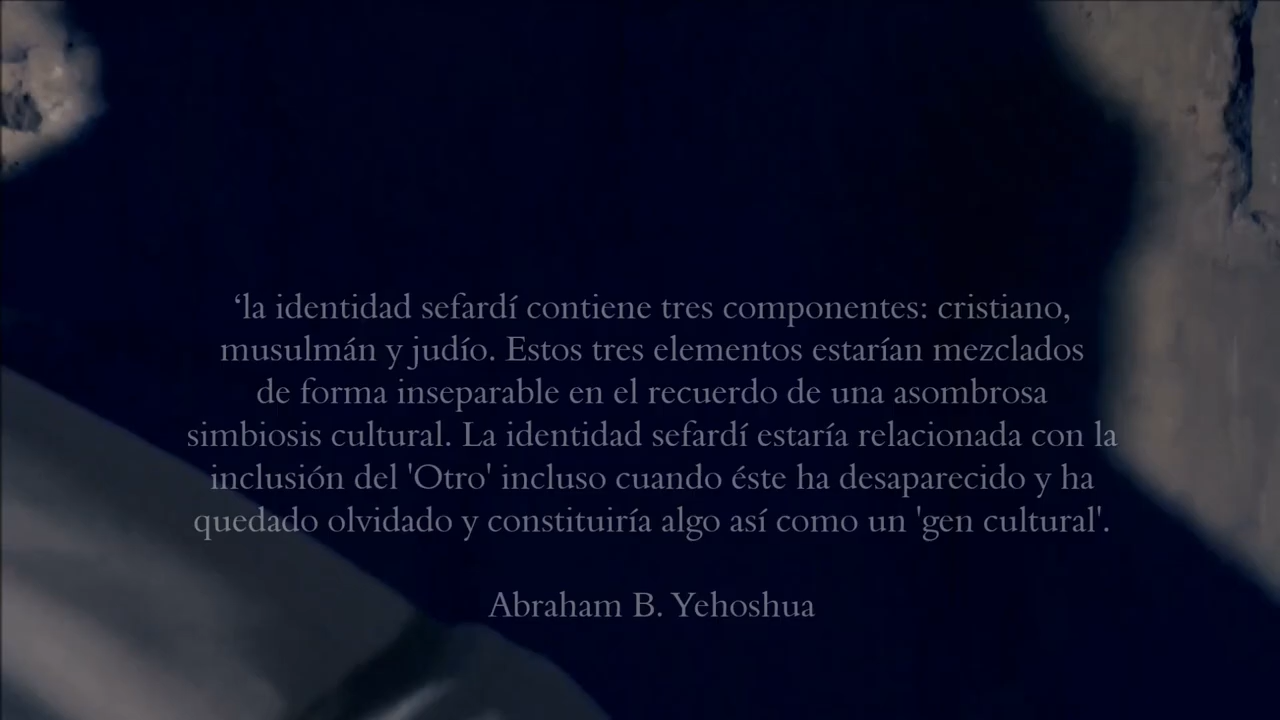 ‘la identidad sefardí contiene tres componentes: cristiano,
musulmán y judío. Estos tres elementos estarían mezclados
de forma inseparable en el recuerdo de una asombrosa
simbiosis cultural. La identidad sefardí estaría relacionada con la
inclusión del 'Otro' incluso cuando éste ha desaparecido y ha
quedado olvidado y constituiría algo así como un 'gen cultural'.
Abraham B. Yehoshua